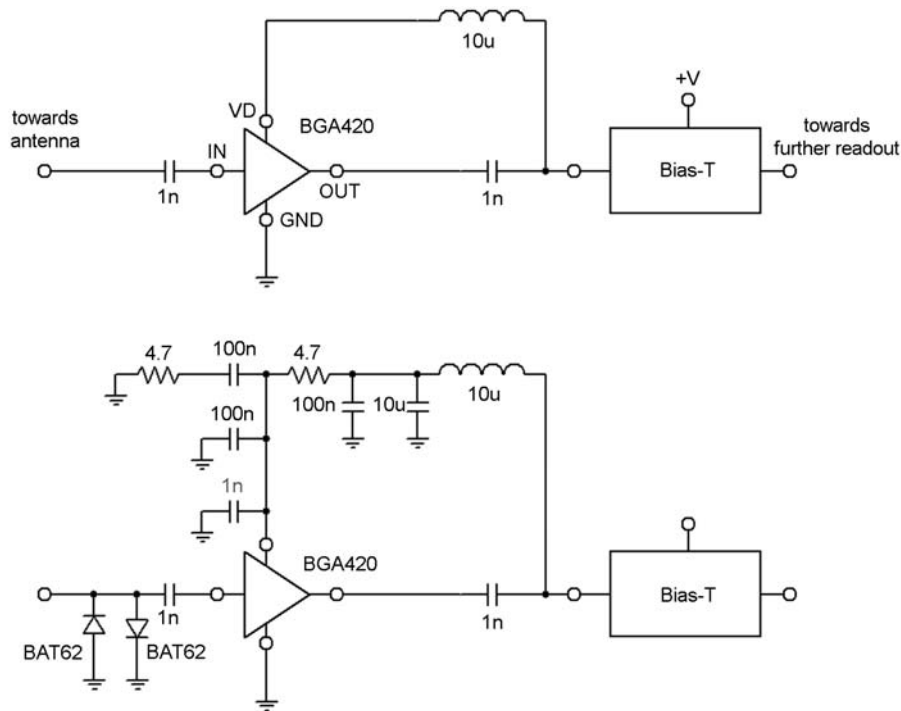 10u
+V
VD
BGA420
towards
antenna
towards
further readout
IN
Bias-T
1n
OUT
1n
GND
4.7
100n
4.7
100n
10u
10u
100n
1n
BGA420
1n
1n
Bias-T
BAT62
BAT62